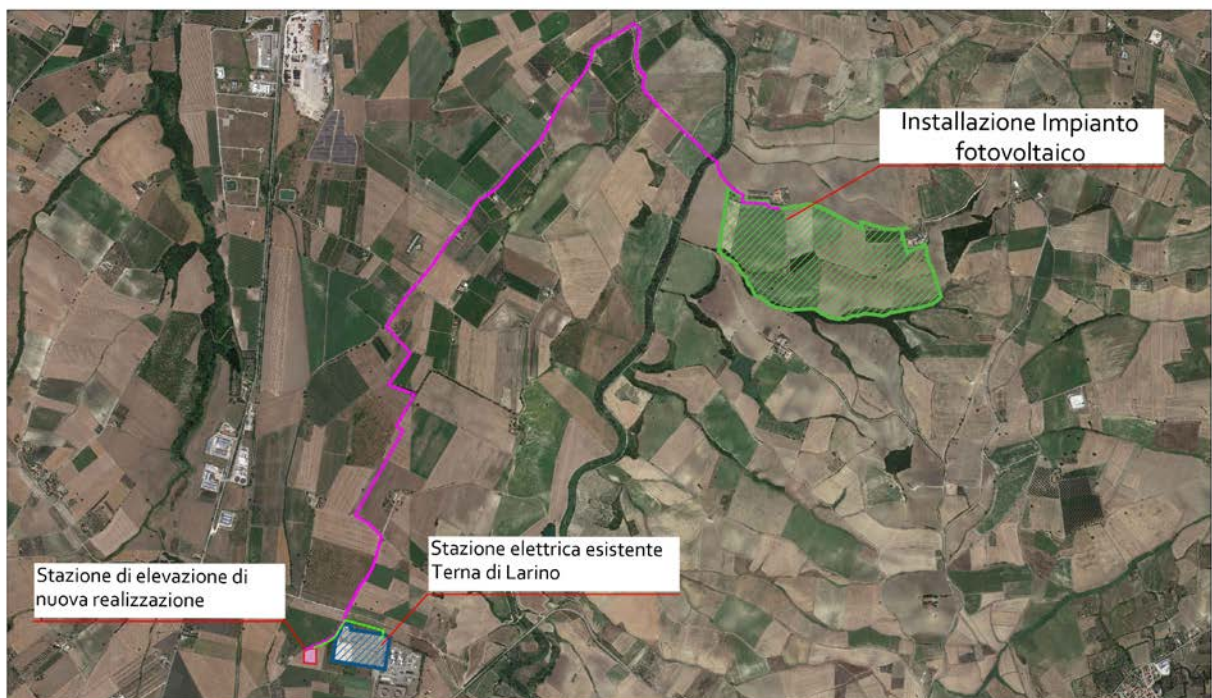 Installazione Impianto
fotovoltaico
Stazione elettrica esistente
Terna di Larino
Stazione di elevazione di
nuova realizzazione